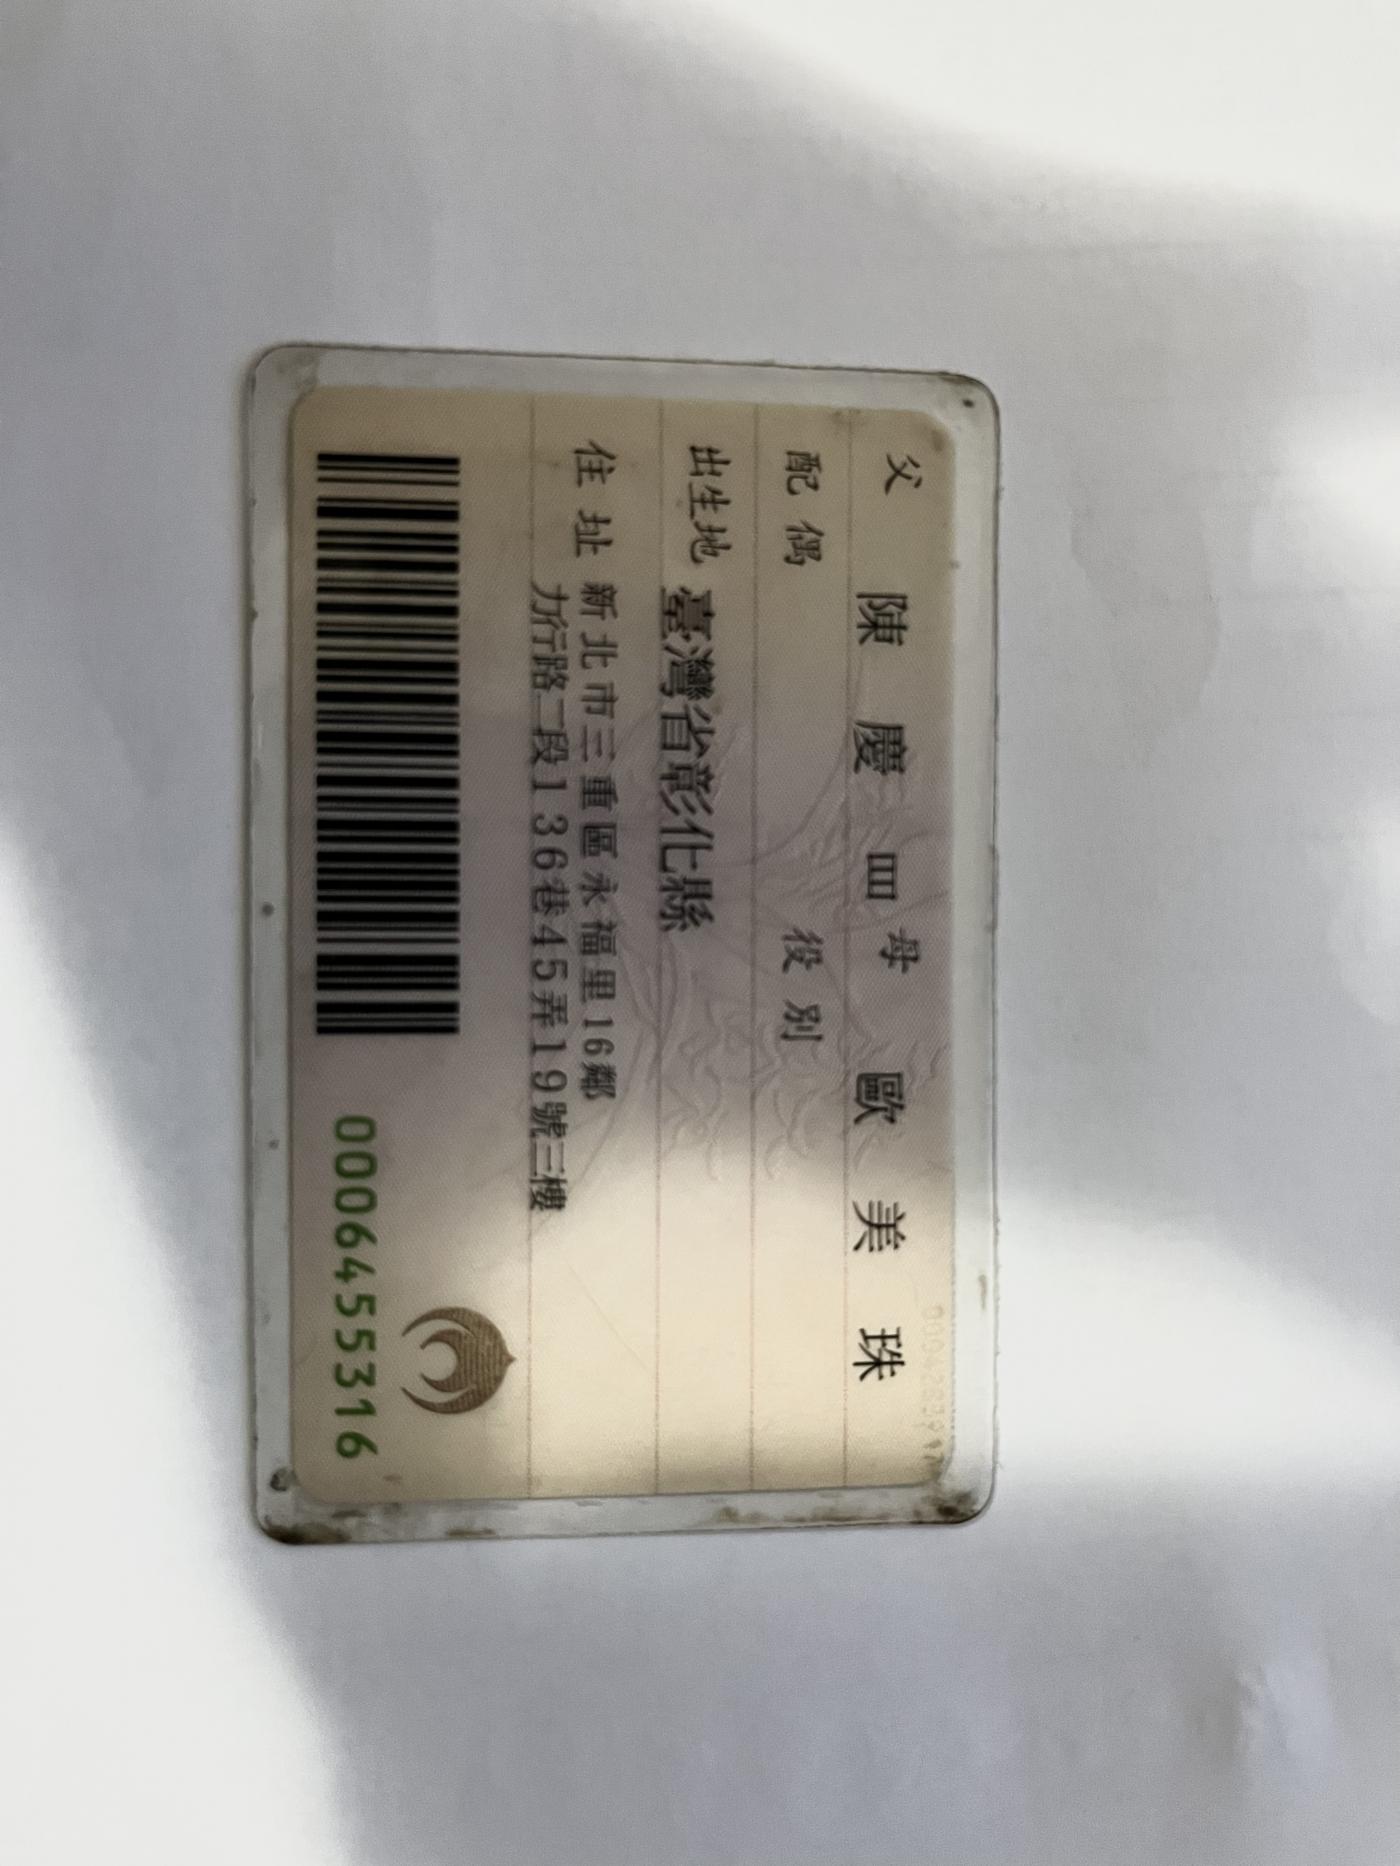 父 陳慶皿 母 歐美珠
配偶 役別
出生地 臺灣省彰化縣
住址 新北市三重區永福里16鄰
力行路二段136巷45弄19號三樓
0006455316